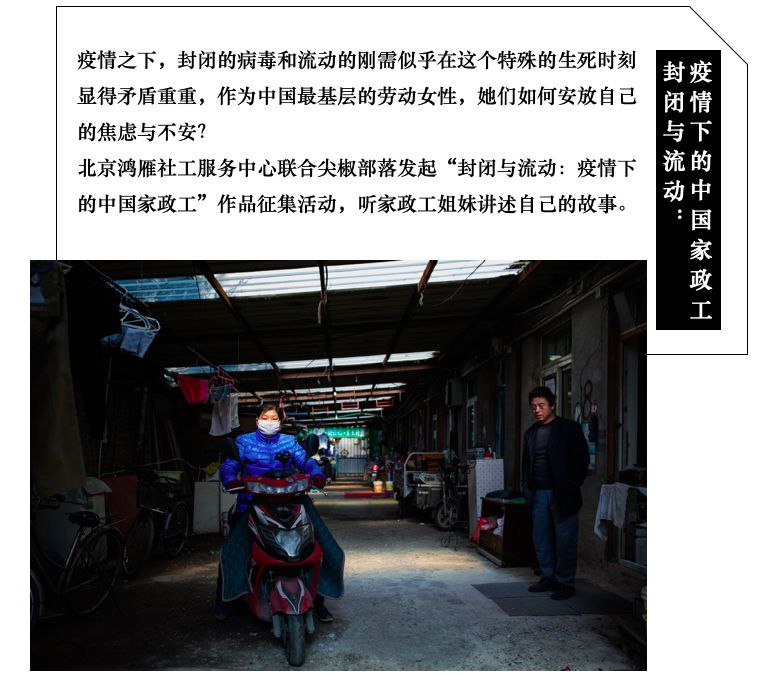 疫情之下，封闭的病毒和流动的刚需似乎在这个特殊的生死时刻
显得矛盾重重，作为中国最基层的劳动女性，她们如何安放自己
的焦虑与不安？
北京鸿雁社工服务中心联合尖椒部落发起“封闭与流动：疫情下
的中国家政工”作品征集活动，听家政工姐妹讲述自己的故事。
封闭与流动：
疫情下的中国家政工